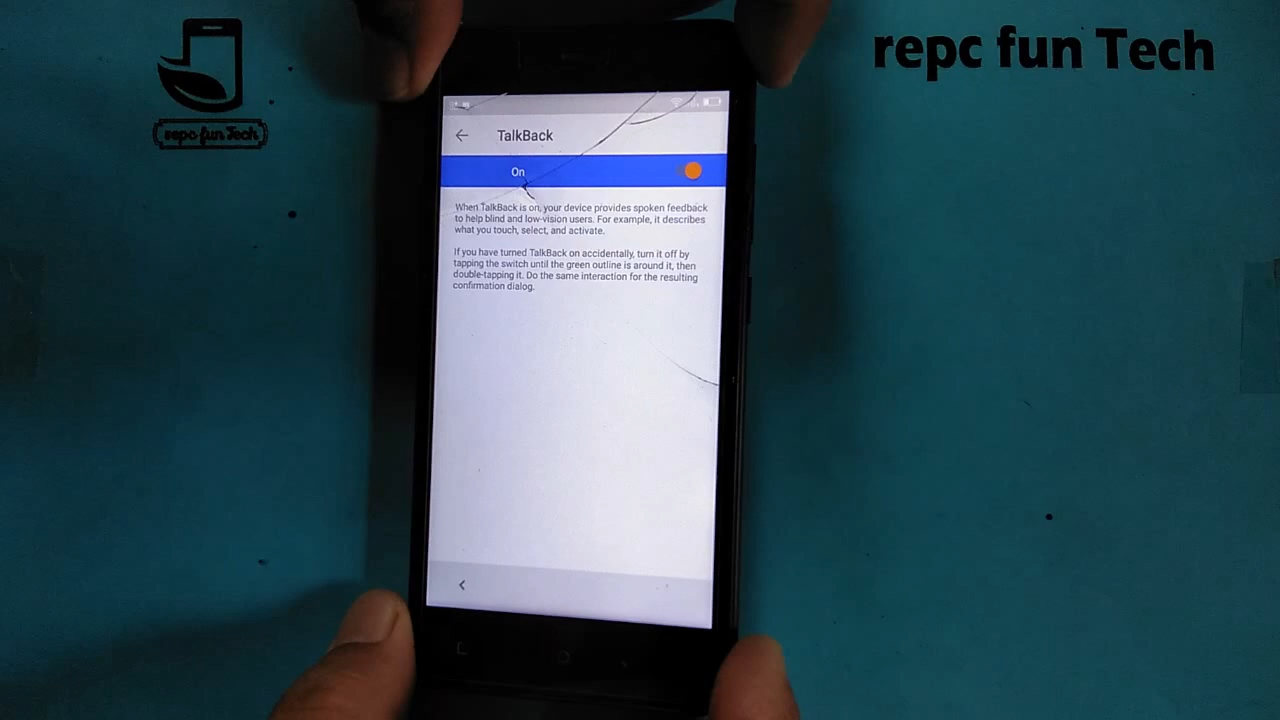 repc fun Tech
repc fun Tech
TalkBack
On
When TalkBack is on, your device provides spoken feedback
to help blind and low-vision users. For example, it describes
what you touch, select, and activate.
If you have turned TalkBack on accidentally, turn it off by
tapping the switch until the green outline is around it, then
double-tapping it. Do the same interaction for the resulting
confirmation dialog.